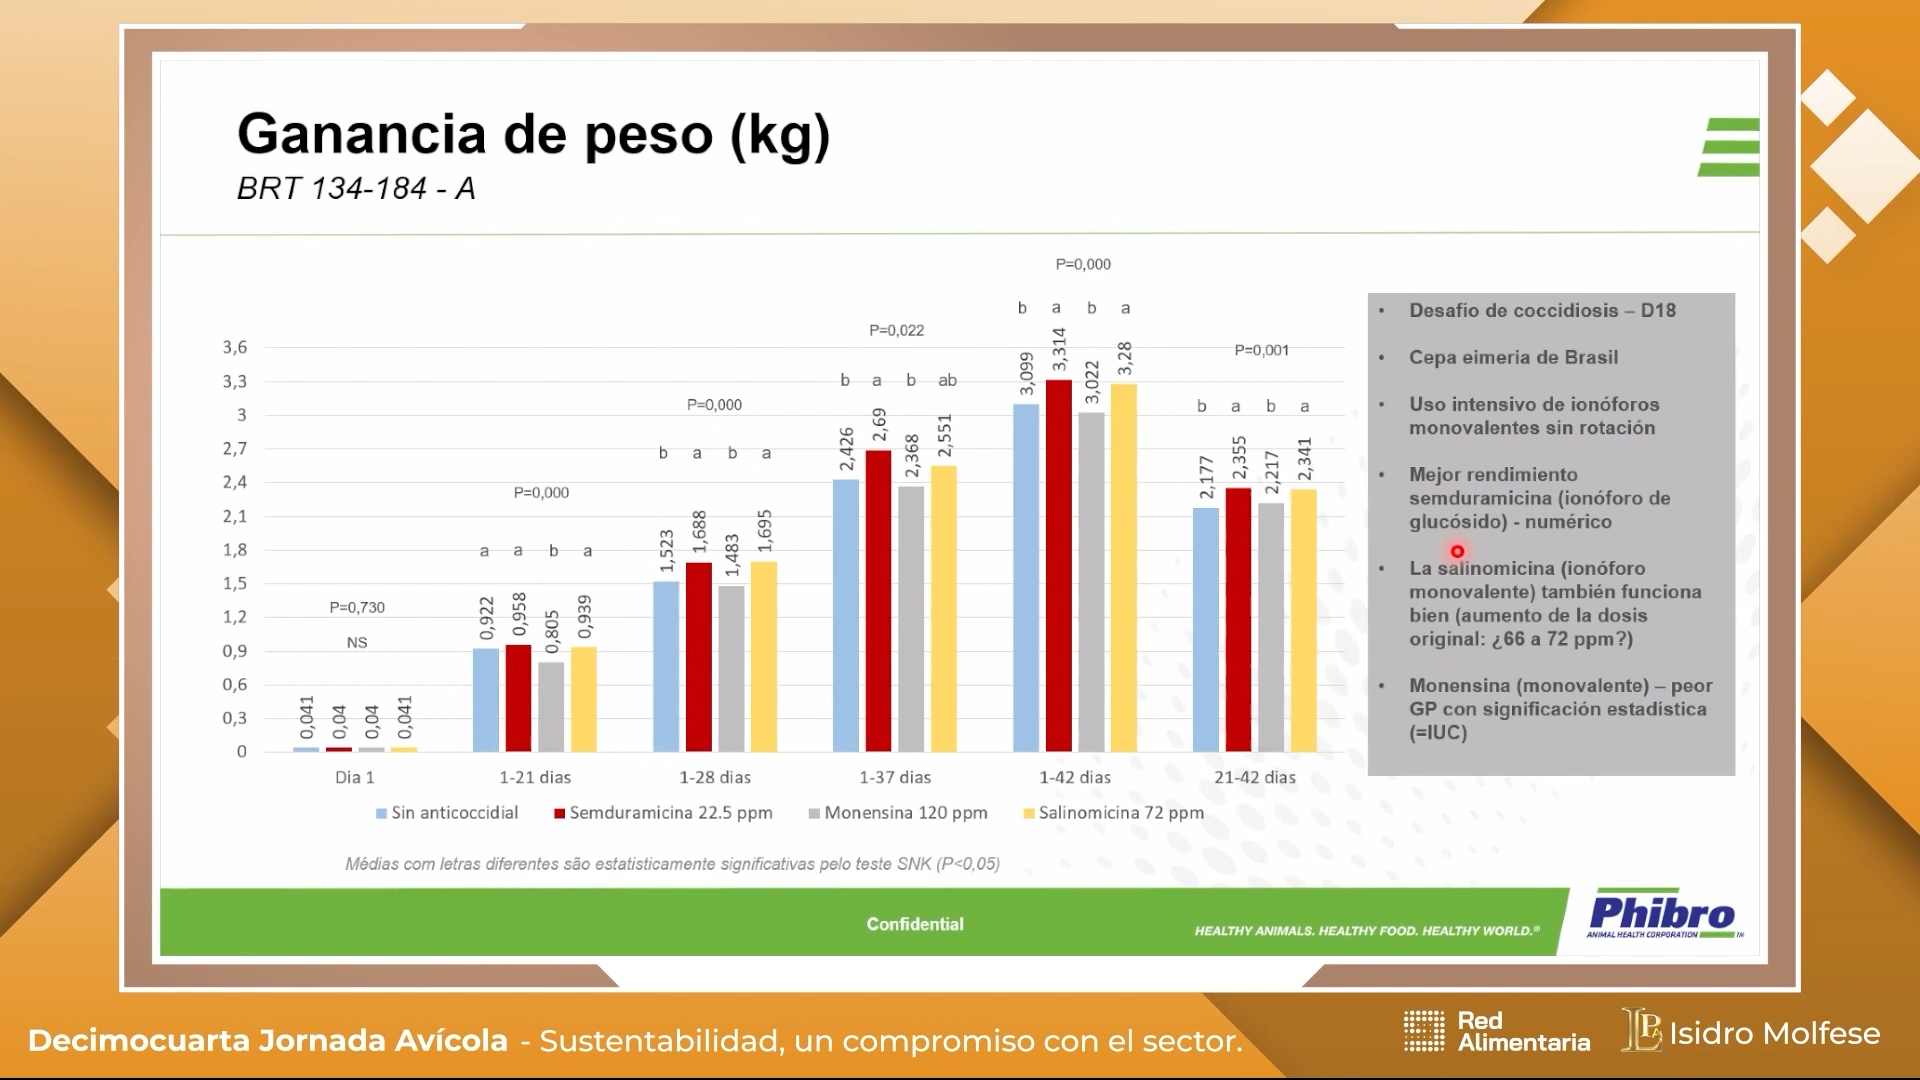 Ganancia de peso (kg)
BRT 134-184 - A
P=0,000
b a b a
P=0,022
P=0,001
b a b ab
b a b a
P=0,000
b a b a
P=0,000
a a b a
P=0,730
NS
3,6
3,3
3
2,7
2,4
2,1
1,8
1,5
1,2
0,9
0,6
0,3
0
0,041 0,04 0,04 0,041
0,922 0,958 0,805 0,939
1,523 1,688 1,483 1,695
2,426 2,69 2,368 2,551
3,099 3,314 3,022 3,28
2,177 2,355 2,217 2,341
Dia 1 1-21 dias 1-28 dias 1-37 dias 1-42 dias 21-42 dias
Sin anticoccidial Semduramicina 22.5 ppm Monensina 120 ppm Salinomicina 72 ppm
Médias com letras diferentes são estatisticamente significativas pelo teste SNK (P<0,05)
• Desafio de coccidiosis – D18
• Cepa eimeria de Brasil
• Uso intensivo de ionóforos
monovalentes sin rotación
• Mejor rendimiento
semduramicina (ionóforo de
glucósido) - numérico
• La salinomicina (ionóforo
monovalente) también funciona
bien (aumento de la dosis
original: ¿66 a 72 ppm?)
• Monensina (monovalente) – peor
GP con significación estadística
(=IUC)
Confidential
HEALTHY ANIMALS. HEALTHY FOOD. HEALTHY WORLD.®
Phibro
ANIMAL HEALTH CORPORATION TM
Decimocuarta Jornada Avícola - Sustentabilidad, un compromiso con el sector.
Red
Alimentaria
Isidro Molfese